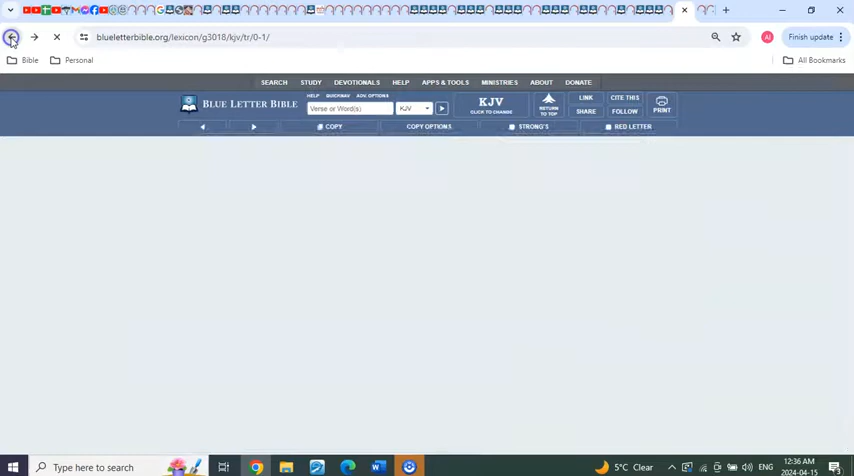 blueletterbible.org/lexicon/g3018/kjv/tr/0-1/
AI
Finish update
Bible
Personal
All Bookmarks
SEARCH STUDY DEVOTIONALS HELP APPS & TOOLS MINISTRIES ABOUT DONATE
HELP QUICKNAV ADV. OPTIONS
BLUE LETTER BIBLE
Verse or Word(s)
KJV
KJV
CLICK TO CHANGE
RETURN TO TOP
LINK
SHARE
CITE THIS
FOLLOW
PRINT
COPY
COPY OPTIONS
STRONG'S
RED LETTER
Type here to search
5°C Clear
ENG
12:36 AM
2024-04-15